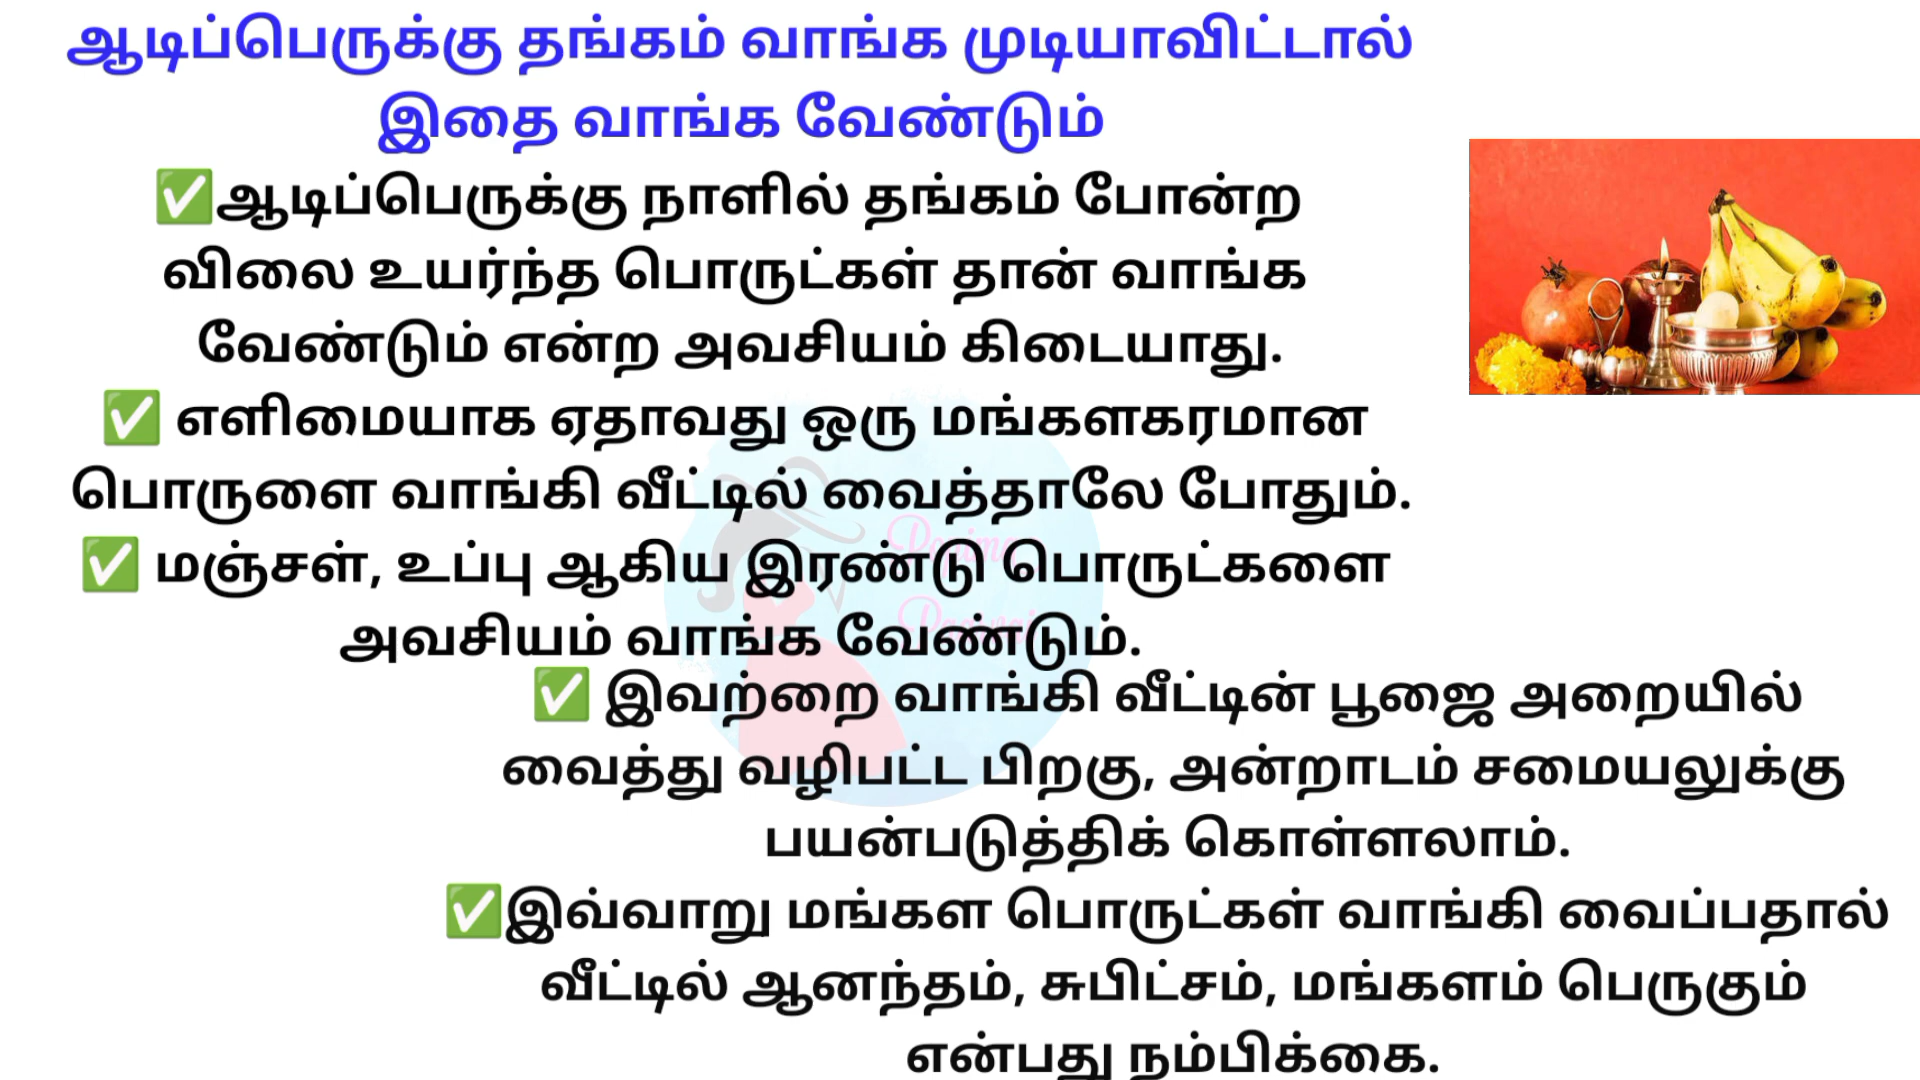 ஆடிப்பெருக்கு தங்கம் வாங்க முடியாவிட்டால்
இதை வாங்க வேண்டும்
✅ஆடிப்பெருக்கு நாளில் தங்கம் போன்ற
விலை உயர்ந்த பொருட்கள் தான் வாங்க
வேண்டும் என்ற அவசியம் கிடையாது.
✅ எளிமையாக ஏதாவது ஒரு மங்களகரமான
பொருளை வாங்கி வீட்டில் வைத்தாலே போதும்.
✅ மஞ்சள், உப்பு ஆகிய இரண்டு பொருட்களை
அவசியம் வாங்க வேண்டும்.
✅ இவற்றை வாங்கி வீட்டின் பூஜை அறையில்
வைத்து வழிபட்ட பிறகு, அன்றாடம் சமையலுக்கு
பயன்படுத்திக் கொள்ளலாம்.
✅இவ்வாறு மங்கள பொருட்கள் வாங்கி வைப்பதால்
வீட்டில் ஆனந்தம், சுபிட்சம், மங்களம் பெருகும்
என்பது நம்பிக்கை.